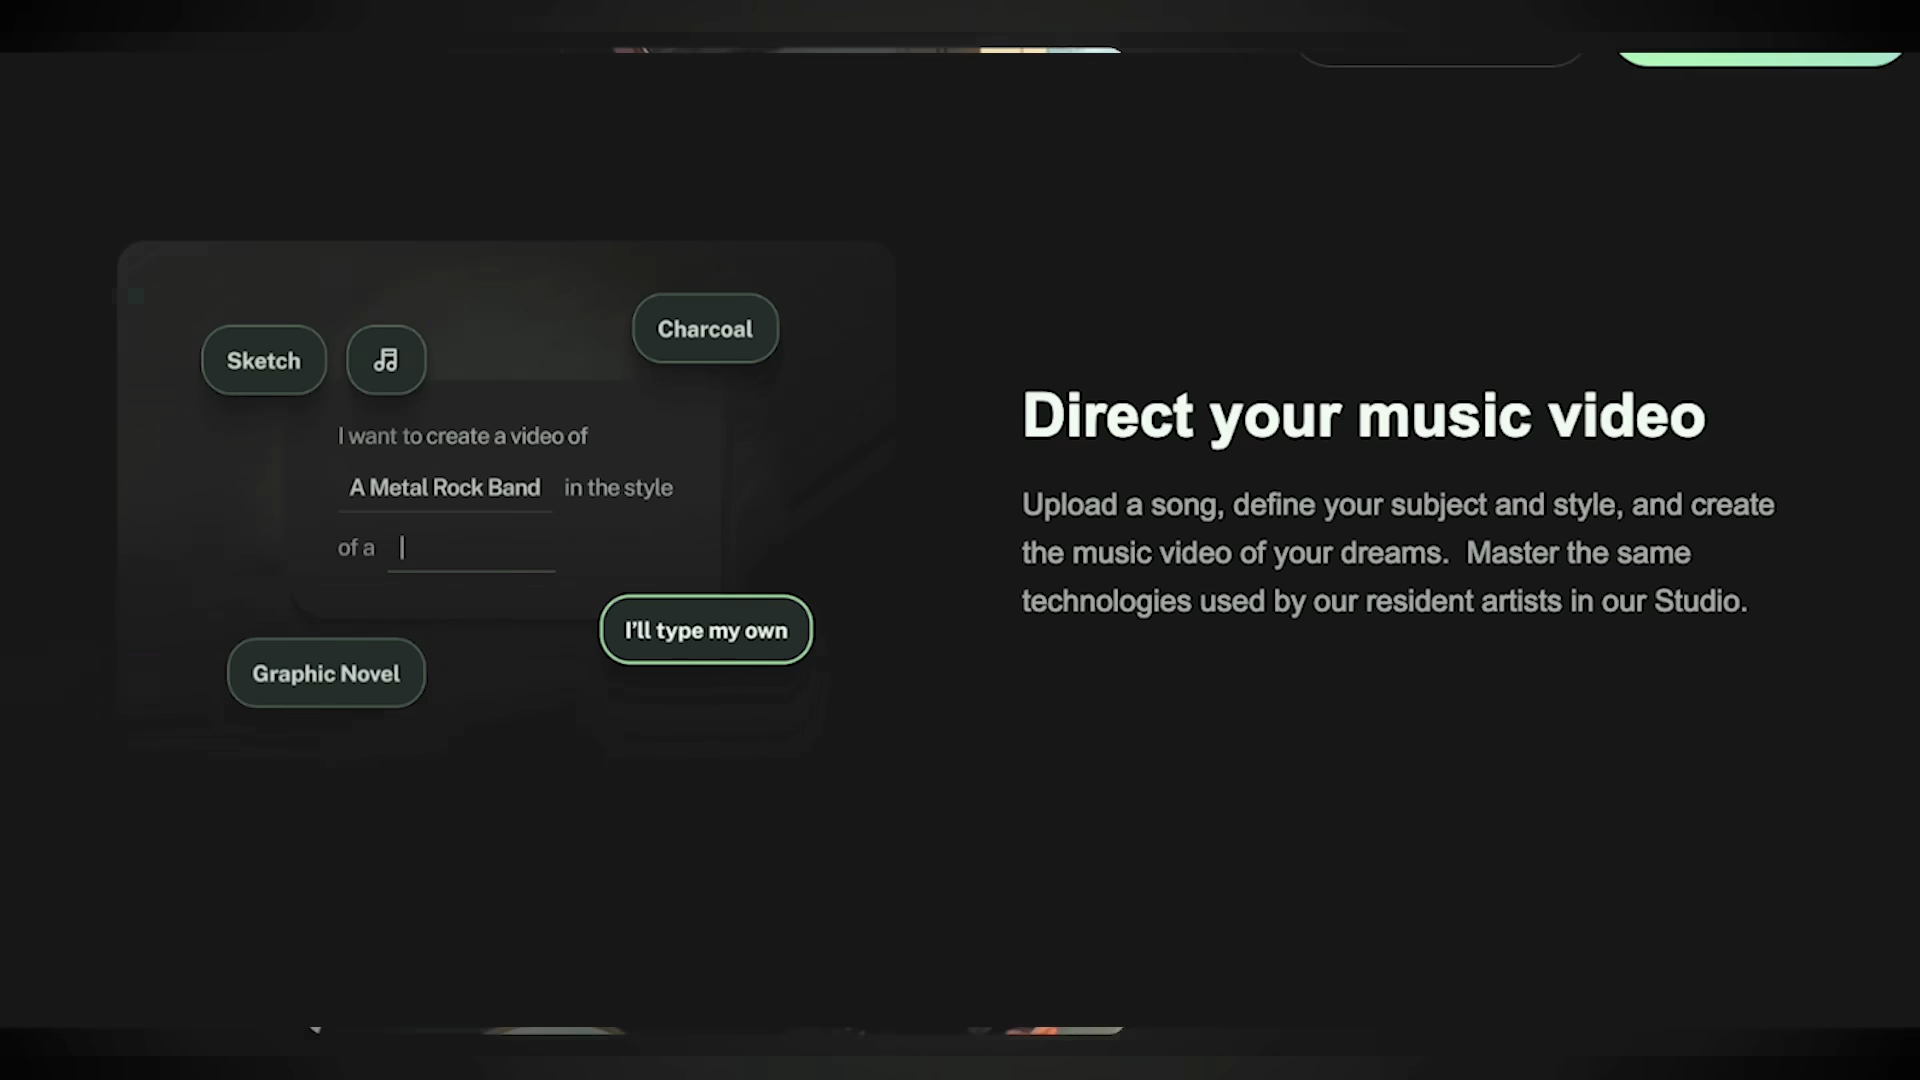 Sketch
Charcoal
I want to create a video of
A Metal Rock Band in the style
of a
I'll type my own
Graphic Novel
Direct your music video
Upload a song, define your subject and style, and create
the music video of your dreams. Master the same
technologies used by our resident artists in our Studio.